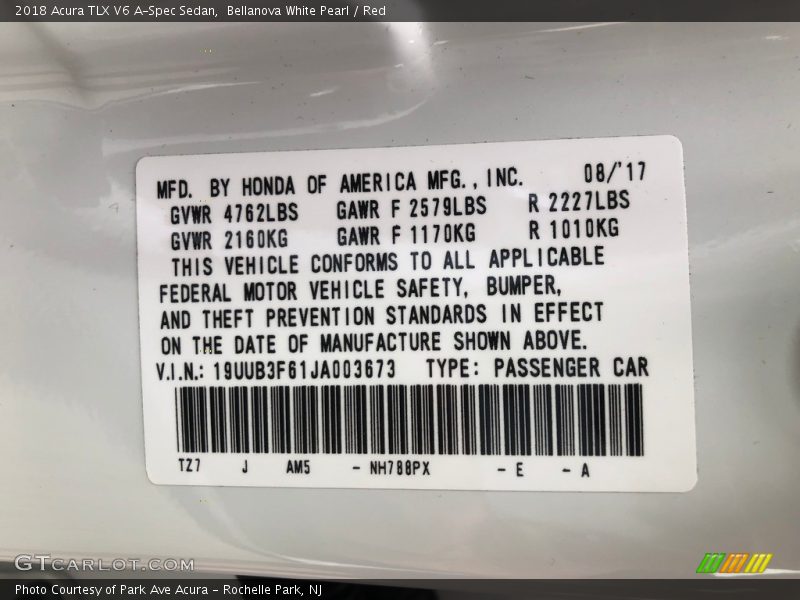 2018 Acura TLX V6 A-Spec Sedan, Bellanova White Pearl / Red
MFD. BY HONDA OF AMERICA MFG., INC. 08/'17
GVWR 4762LBS GAWR F 2579LBS R 2227LBS
GVWR 2160KG GAWR F 1170KG R 1010KG
THIS VEHICLE CONFORMS TO ALL APPLICABLE
FEDERAL MOTOR VEHICLE SAFETY, BUMPER,
AND THEFT PREVENTION STANDARDS IN EFFECT
ON THE DATE OF MANUFACTURE SHOWN ABOVE.
V.I.N.: 19UUB3F61JA003673 TYPE: PASSENGER CAR
TZ7 J AM5 - NH788PX - E - A
GTCARLOT.COM
Photo Courtesy of Park Ave Acura - Rochelle Park, NJ